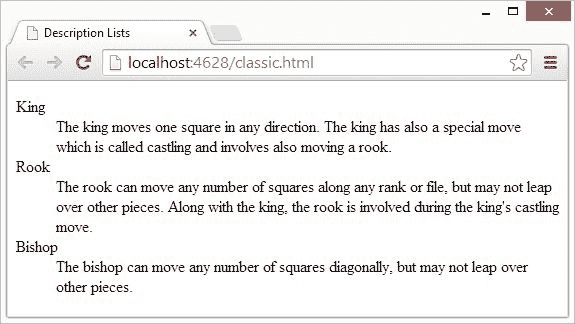 Description Lists
localhost:4628/classic.html
King
The king moves one square in any direction. The king has also a special move
which is called castling and involves also moving a rook.
Rook
The rook can move any number of squares along any rank or file, but may not leap
over other pieces. Along with the king, the rook is involved during the king's castling
move.
Bishop
The bishop can move any number of squares diagonally, but may not leap over
other pieces.